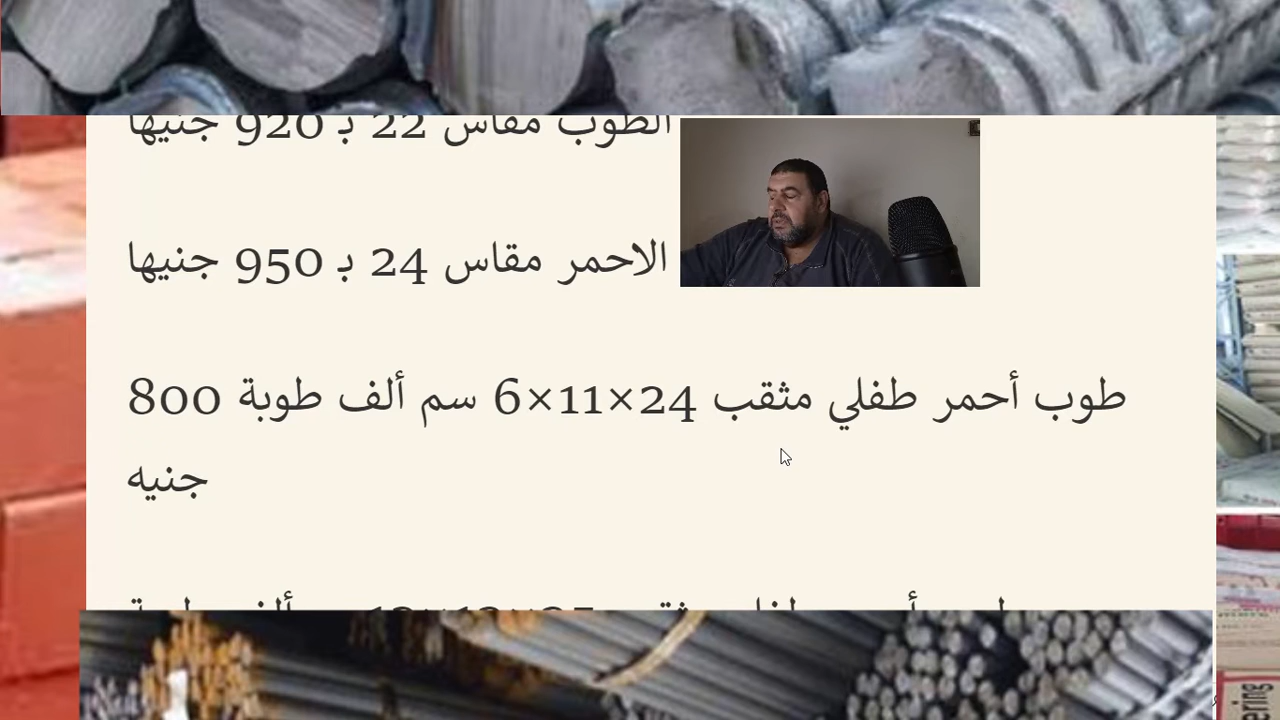 الطوب مقاس 22 بـ 920 جنيها
الاحمر مقاس 24 بـ 950 جنيها
طوب أحمر طفلي مثقب 24×11×6 سم ألف طوبة 800
جنيه
ering